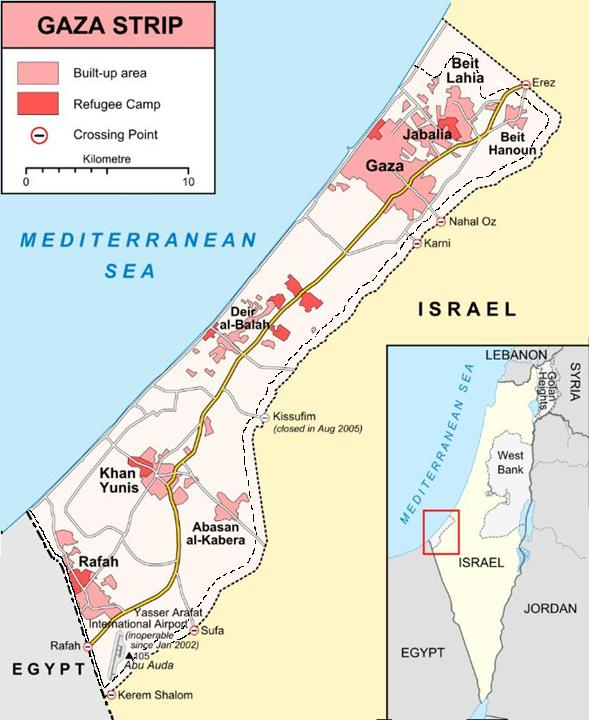 GAZA STRIP
Built-up area
Refugee Camp
Crossing Point
Kilometre
0 10
Beit
Lahia
Erez
Jabalia
Beit
Hanoun
Gaza
Nahal Oz
Karni
MEDITERRANEAN
SEA
ISRAEL
Deir
al-Balah
Kissufim
(closed in Aug 2005)
Khan
Yunis
Abasan
al-Kabera
Rafah
Yasser Arafat
International Airport
(inoperable
since Jan 2002)
Sufa
Rafah
105
Abu Auda
EGYPT
Kerem Shalom
LEBANON
SYRIA
Golan
Heights
MEDITERRANEAN SEA
West
Bank
ISRAEL
JORDAN
EGYPT